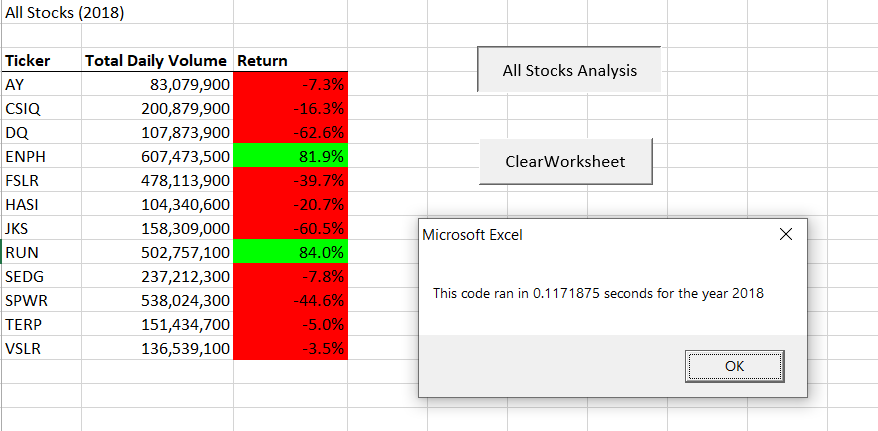 All Stocks (2018)
Ticker Total Daily Volume Return
AY 83,079,900 -7.3%
CSIQ 200,879,900 -16.3%
DQ 107,873,900 -62.6%
ENPH 607,473,500 81.9%
FSLR 478,113,900 -39.7%
HASI 104,340,600 -20.7%
JKS 158,309,000 -60.5%
RUN 502,757,100 84.0%
SEDG 237,212,300 -7.8%
SPWR 538,024,300 -44.6%
TERP 151,434,700 -5.0%
VSLR 136,539,100 -3.5%
All Stocks Analysis
ClearWorksheet
Microsoft Excel
This code ran in 0.1171875 seconds for the year 2018
OK